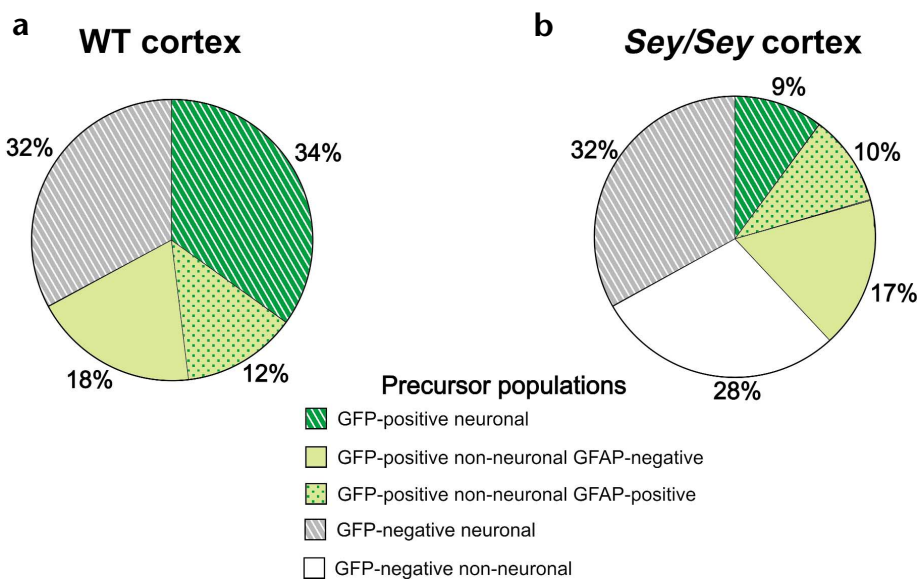 a
WT cortex
32%
34%
18%
12%
b
Sey/Sey cortex
9%
32%
10%
17%
28%
Precursor populations
GFP-positive neuronal
GFP-positive non-neuronal GFAP-negative
GFP-positive non-neuronal GFAP-positive
GFP-negative neuronal
GFP-negative non-neuronal